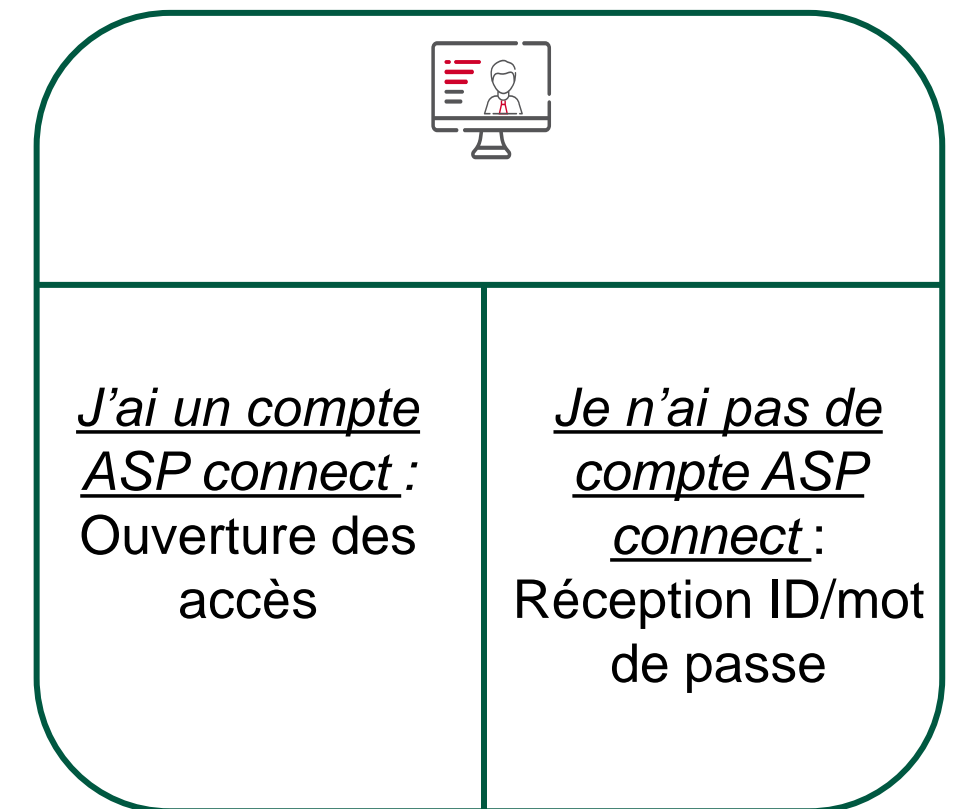 J’ai un compte
ASP connect :
Ouverture des
accès
Je n’ai pas de
compte ASP
connect :
Réception ID/mot
de passe